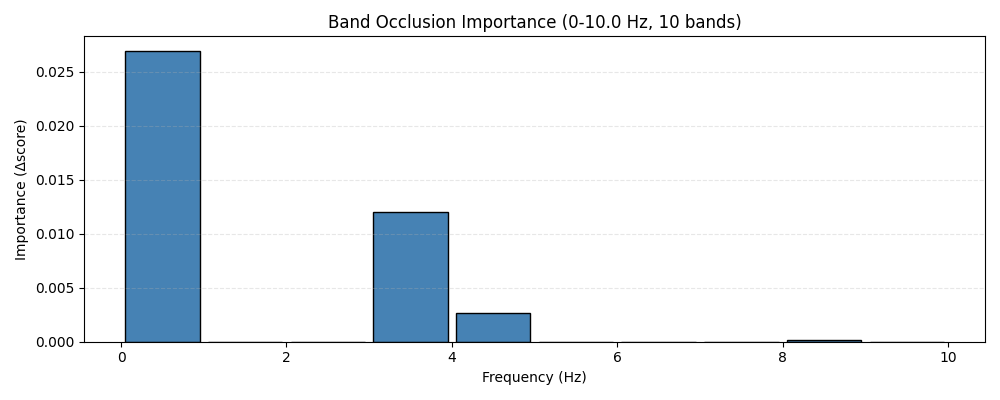 Band Occlusion Importance (0-10.0 Hz, 10 bands)
Importance (Δscore)
0.025
0.020
0.015
0.010
0.005
0.000
0 2 4 6 8 10
Frequency (Hz)